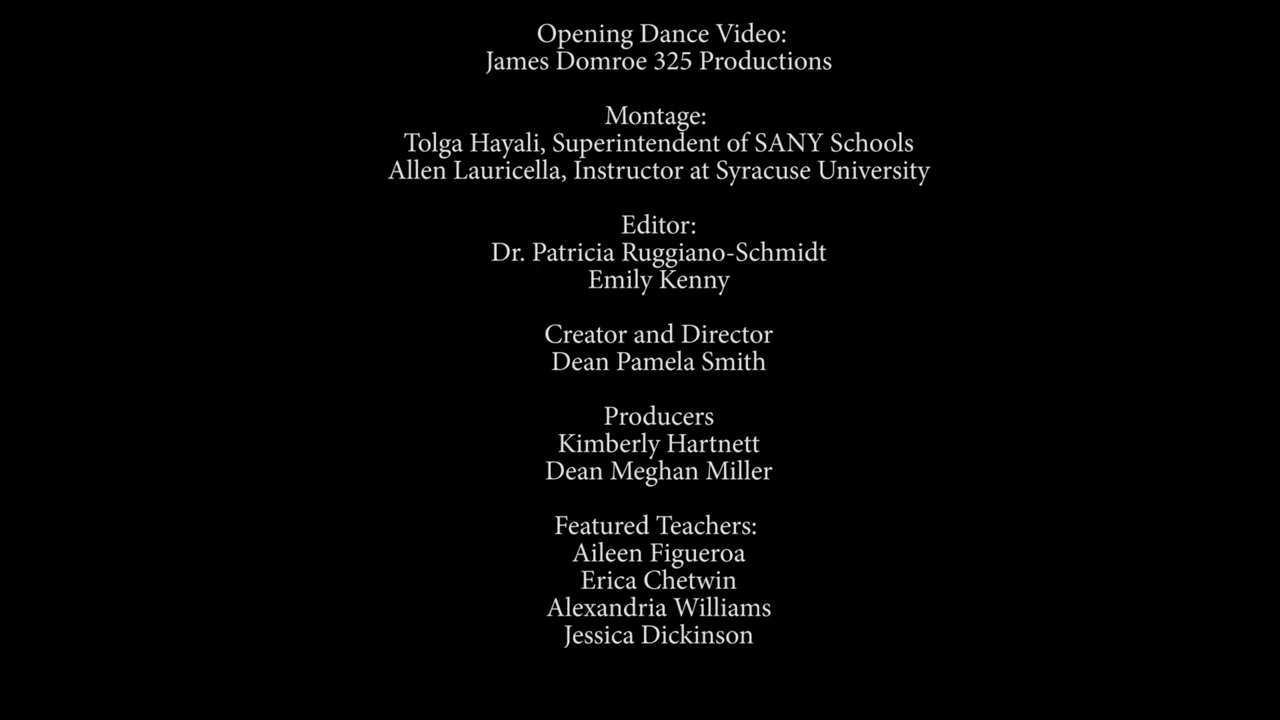 Opening Dance Video:
James Domroe 325 Productions
Montage:
Tolga Hayali, Superintendent of SANY Schools
Allen Lauricella, Instructor at Syracuse University
Editor:
Dr. Patricia Ruggiano-Schmidt
Emily Kenny
Creator and Director
Dean Pamela Smith
Producers
Kimberly Hartnett
Dean Meghan Miller
Featured Teachers:
Aileen Figueroa
Erica Chetwin
Alexandria Williams
Jessica Dickinson